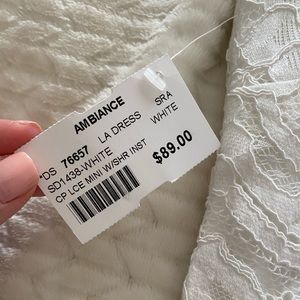 AMBIANCE
*DS 76657 LA DRESS SRA
SD1438-WHITE WHITE
CP LCE MINI W/SHR INST
$89.00